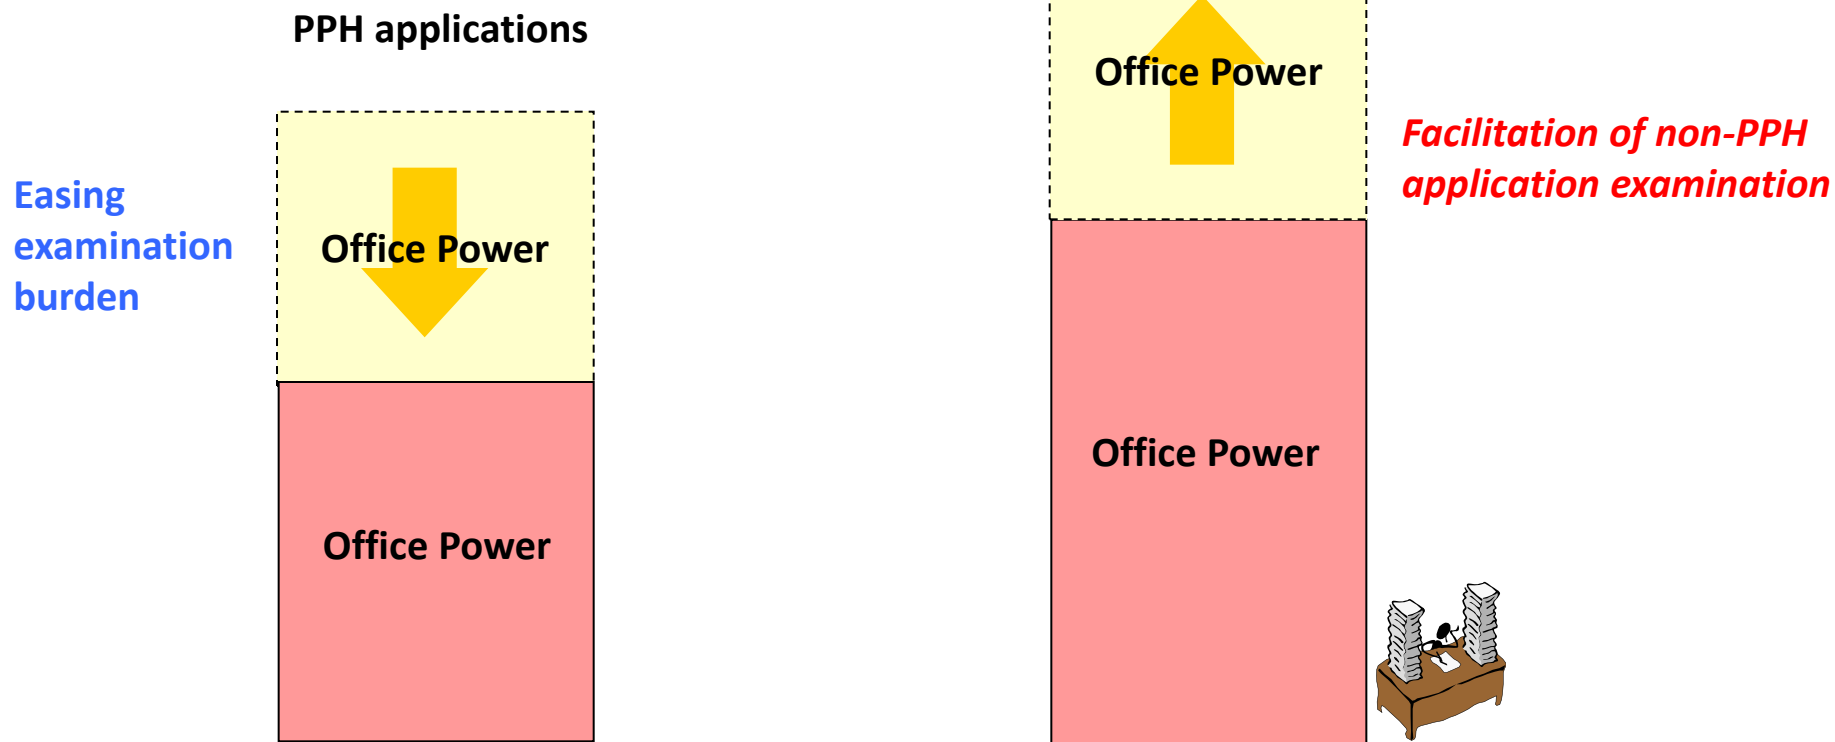 PPH applications
Easing
examination
burden
Office Power
Office Power
Office Power
Facilitation of non-PPH
application examination
Office Power